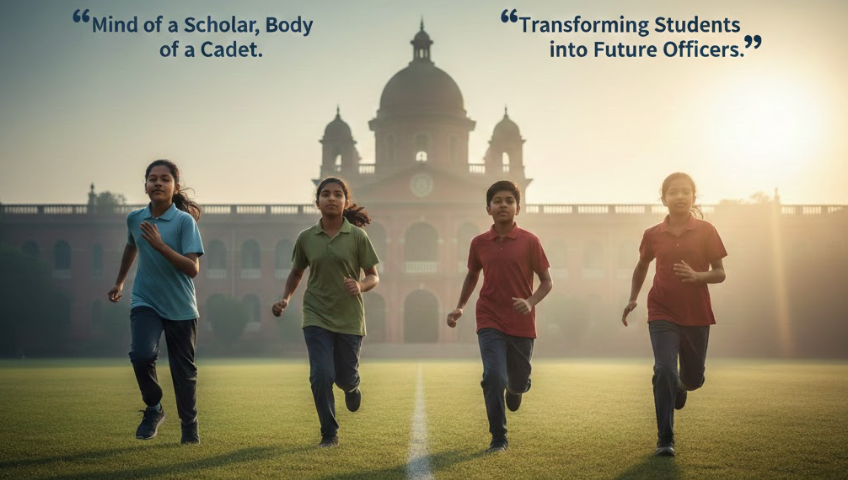 “Mind of a Scholar, Body
of a Cadet.
“Transforming Students
into Future Officers.”